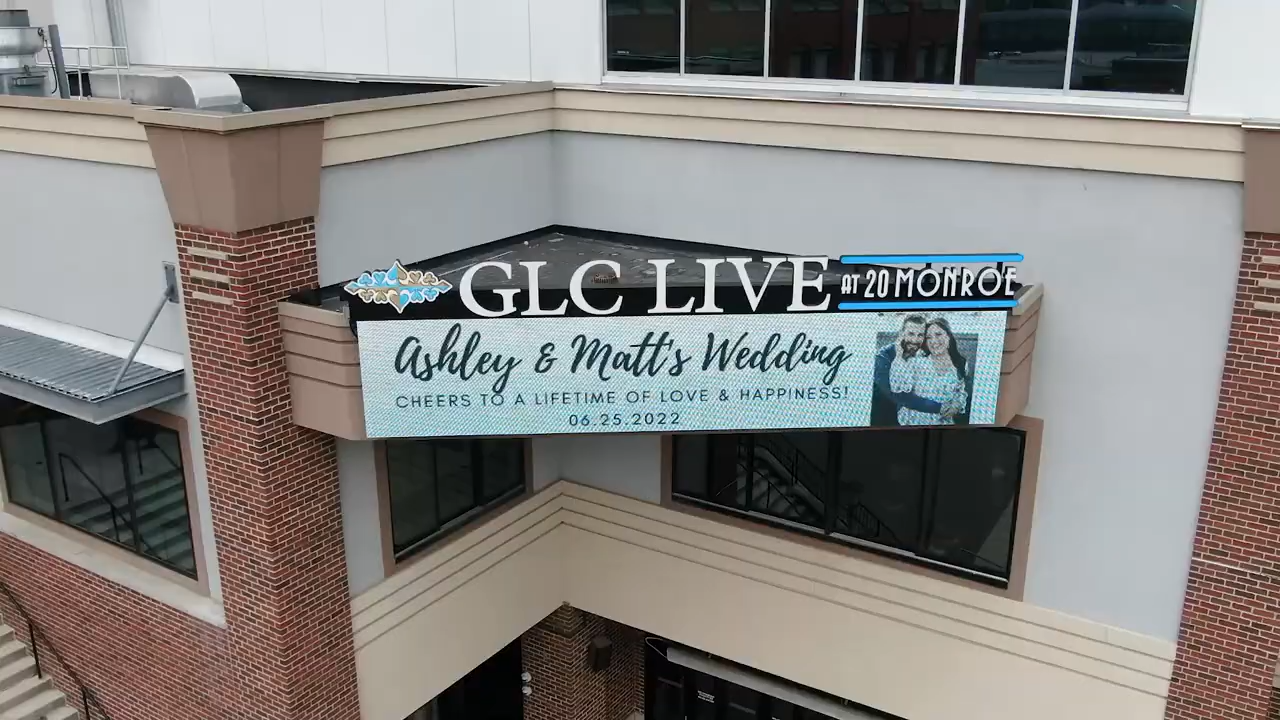 GLC LIVE AT 20 MONROE
Ashley & Matt's Wedding
CHEERS TO A LIFETIME OF LOVE & HAPPINESS!
06.25.2022